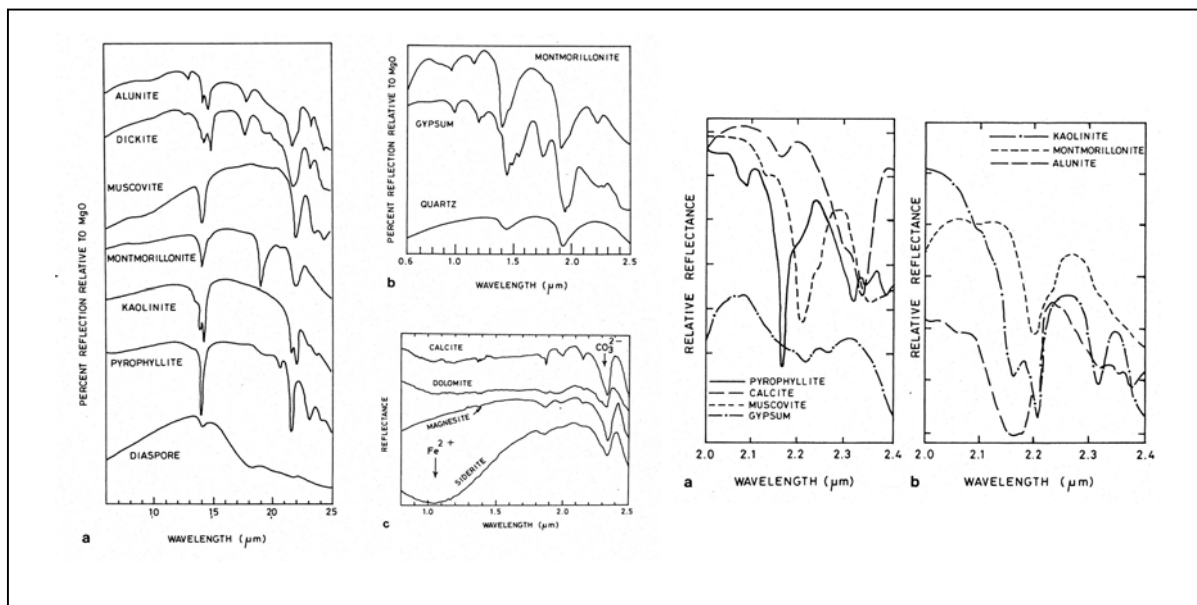 PERCENT REFLECTION RELATIVE TO MgO
ALUNITE
DICKITE
MUSCOVITE
MONTMORILLONITE
KAOLINITE
PYROPHYLLITE
DIASPORE
10 15 20 25
WAVELENGTH (μm)
a
PERCENT REFLECTION RELATIVE TO MgO
MONTMORILLONITE
GYPSUM
QUARTZ
0.6 1.0 1.5 2.0 2.5
b
WAVELENGTH (μm)
REFLECTANCE
CALCITE
CO₃²⁻
DOLOMITE
MAGNESITE
Fe²⁺
SIDERITE
1.0 1.5 2.0 2.5
c
WAVELENGTH (μm)
RELATIVE REFLECTANCE
PYROPHYLLITE
CALCITE
MUSCOVITE
GYPSUM
2.0 2.1 2.2 2.3 2.4
a WAVELENGTH (μm)
RELATIVE REFLECTANCE
KAOLINITE
MONTMORILLONITE
ALUNITE
2.0 2.1 2.2 2.3 2.4
b WAVELENGTH (μm)